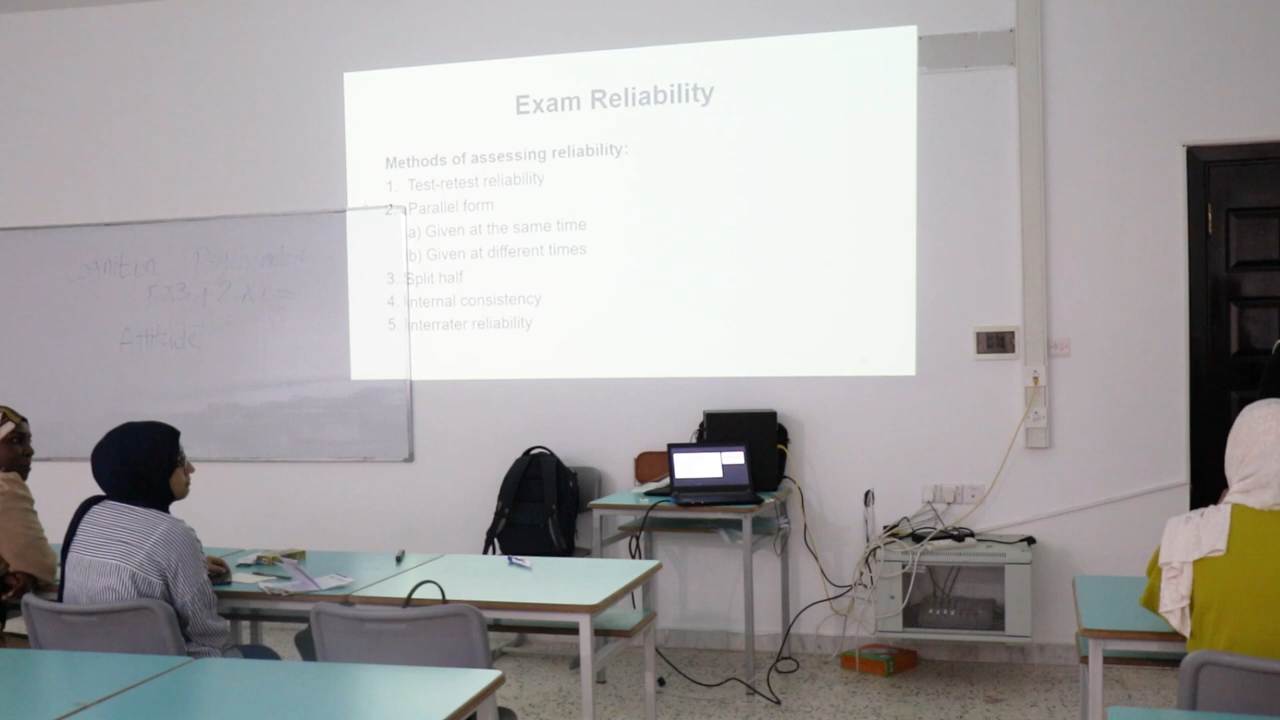 Exam Reliability
Methods of assessing reliability:
1. Test-retest reliability
2. Parallel form
a) Given at the same time
b) Given at different times
3. Split half
4. Internal consistency
5. Interrater reliability
Cognition
Attitude